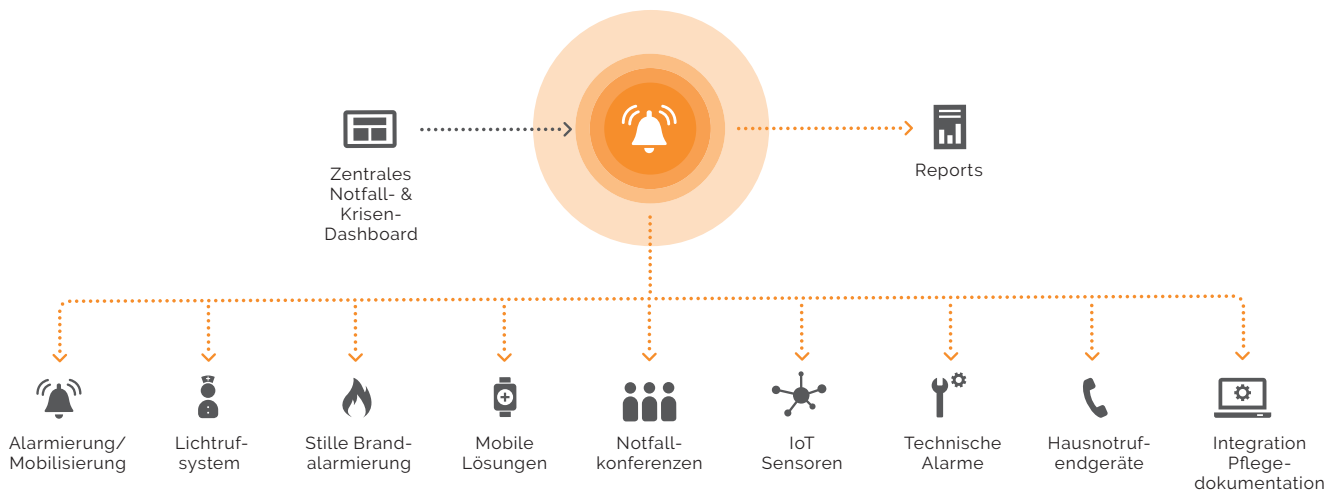 Zentrales
Notfall- &
Krisen-
Dashboard
Reports
Alarmierung/
Mobilisierung
Lichtruf-
system
Stille Brand-
alarmierung
Mobile
Lösungen
Notfall-
konferenzen
IoT
Sensoren
Technische
Alarme
Hausnotruf-
endgeräte
Integration
Pflege-
dokumentation